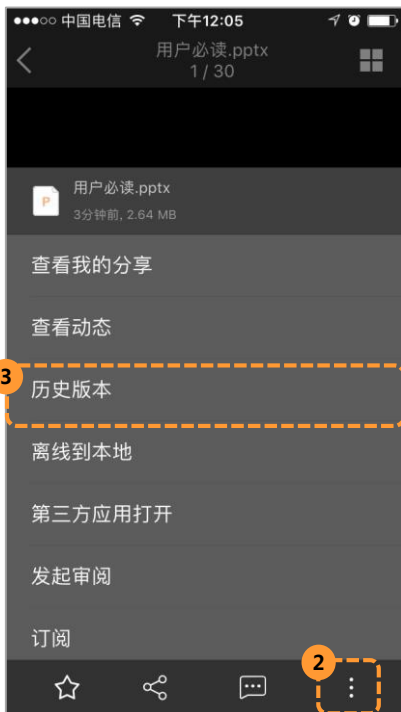 中国电信 下午12:05
用户必读.pptx
1 / 30
P
用户必读.pptx
3分钟前, 2.64 MB
查看我的分享
查看动态
3
历史版本
离线到本地
第三方应用打开
发起审阅
订阅
2